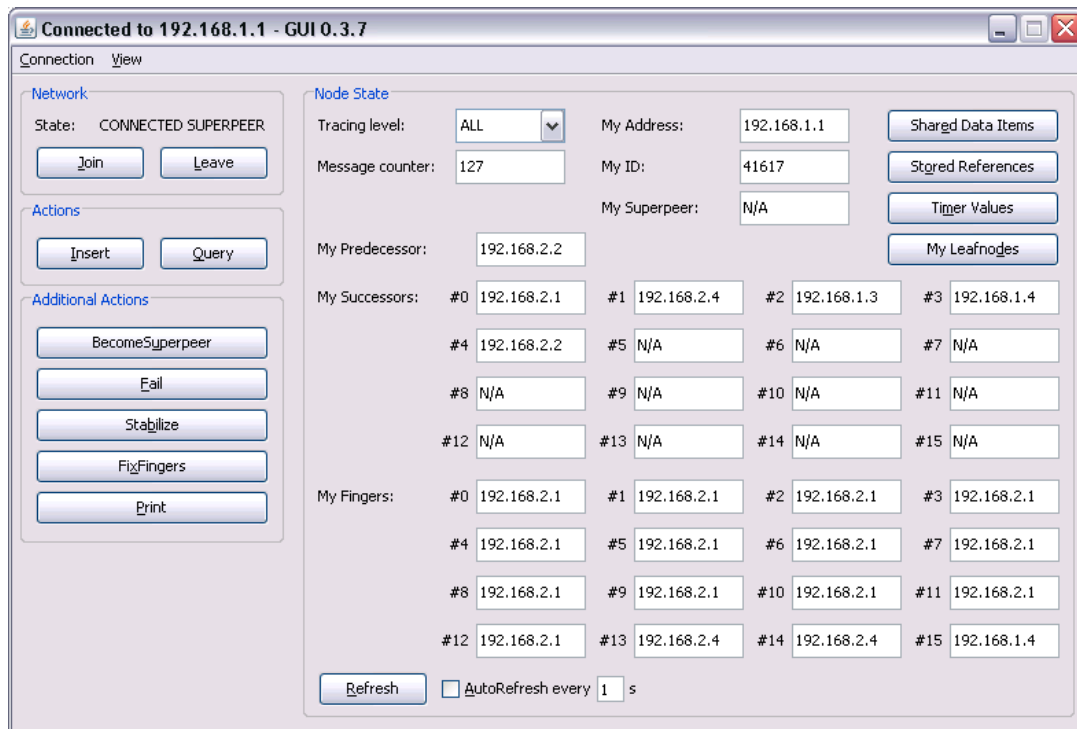 Connected to 192.168.1.1 - GUI 0.3.7
Connection View
Network
State: CONNECTED SUPERPEER
Join Leave
Actions
Insert Query
Additional Actions
BecomeSuperpeer
Fail
Stabilize
FixFingers
Print
Node State
Tracing level: ALL My Address: 192.168.1.1 Shared Data Items
Message counter: 127 My ID: 41617 Stored References
My Superpeer: N/A Timer Values
My Predecessor: 192.168.2.2 My Leafnodes
My Successors: #0 192.168.2.1 #1 192.168.2.4 #2 192.168.1.3 #3 192.168.1.4
#4 192.168.2.2 #5 N/A #6 N/A #7 N/A
#8 N/A #9 N/A #10 N/A #11 N/A
#12 N/A #13 N/A #14 N/A #15 N/A
My Fingers: #0 192.168.2.1 #1 192.168.2.1 #2 192.168.2.1 #3 192.168.2.1
#4 192.168.2.1 #5 192.168.2.1 #6 192.168.2.1 #7 192.168.2.1
#8 192.168.2.1 #9 192.168.2.1 #10 192.168.2.1 #11 192.168.2.1
#12 192.168.2.1 #13 192.168.2.4 #14 192.168.2.4 #15 192.168.1.4
Refresh AutoRefresh every 1 s